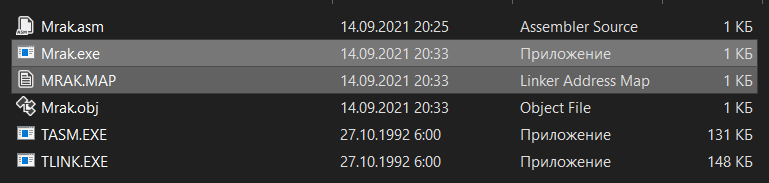 Mrak.asm 14.09.2021 20:25 Assembler Source 1 КБ
Mrak.exe 14.09.2021 20:33 Приложение 1 КБ
MRAK.MAP 14.09.2021 20:33 Linker Address Map 1 КБ
Mrak.obj 14.09.2021 20:33 Object File 1 КБ
TASM.EXE 27.10.1992 6:00 Приложение 131 КБ
TLINK.EXE 27.10.1992 6:00 Приложение 148 КБ